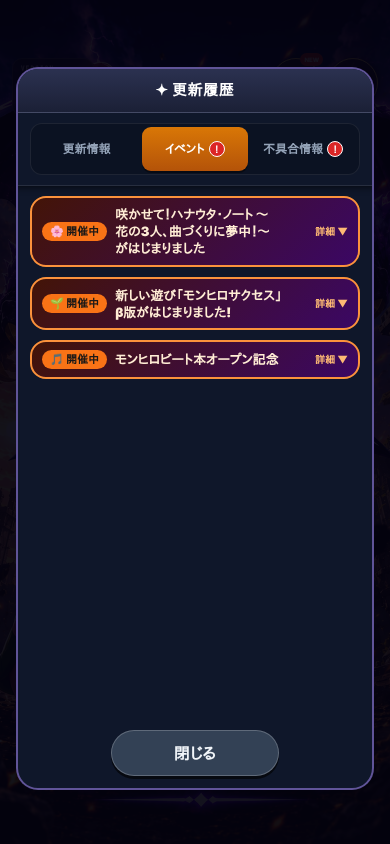 ✦ 更新履歴
更新情報 イベント ! 不具合情報 !
咲かせて!ハナウタ・ノート ～
🌸 開催中 花の3人、曲づくりに夢中!～ 詳細 ▼
がはじまりました
新しい遊び「モンヒロサクセス」
🌱 開催中 詳細 ▼
β版がはじまりました!
🎵 開催中 モンヒロビート本オープン記念 詳細 ▼
閉じる